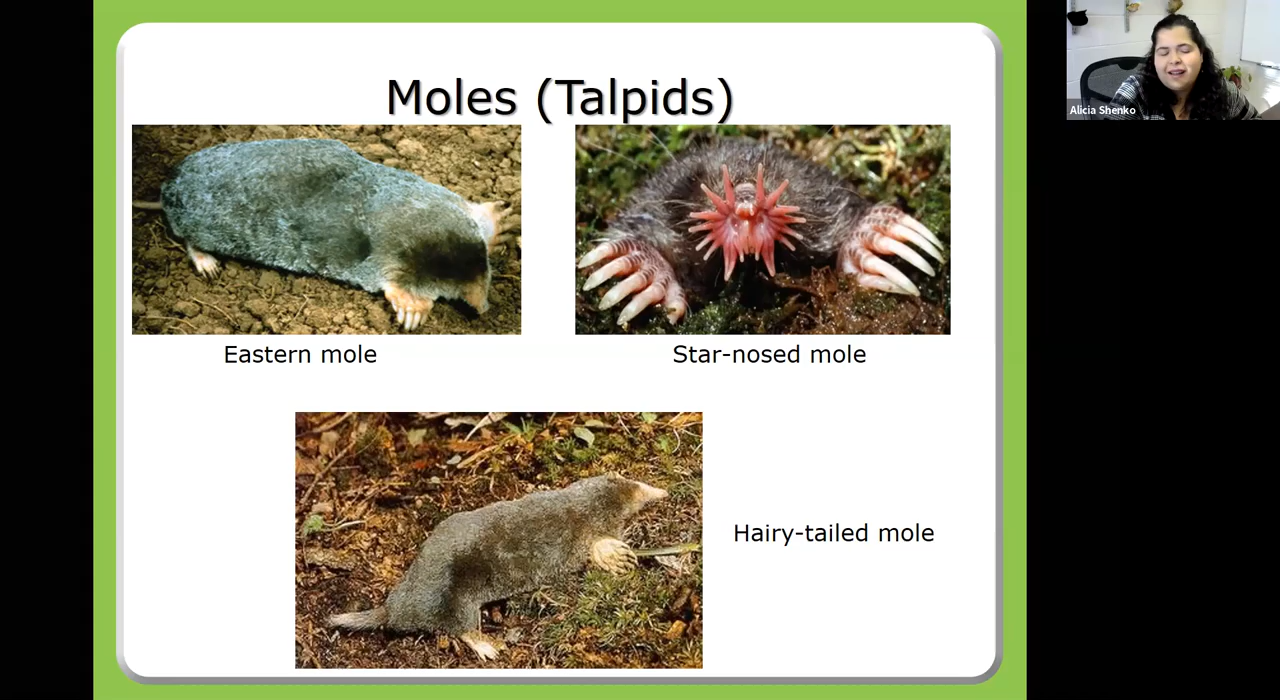 Moles (Talpids)
Alicia Shenko
Eastern mole
Star-nosed mole
Hairy-tailed mole